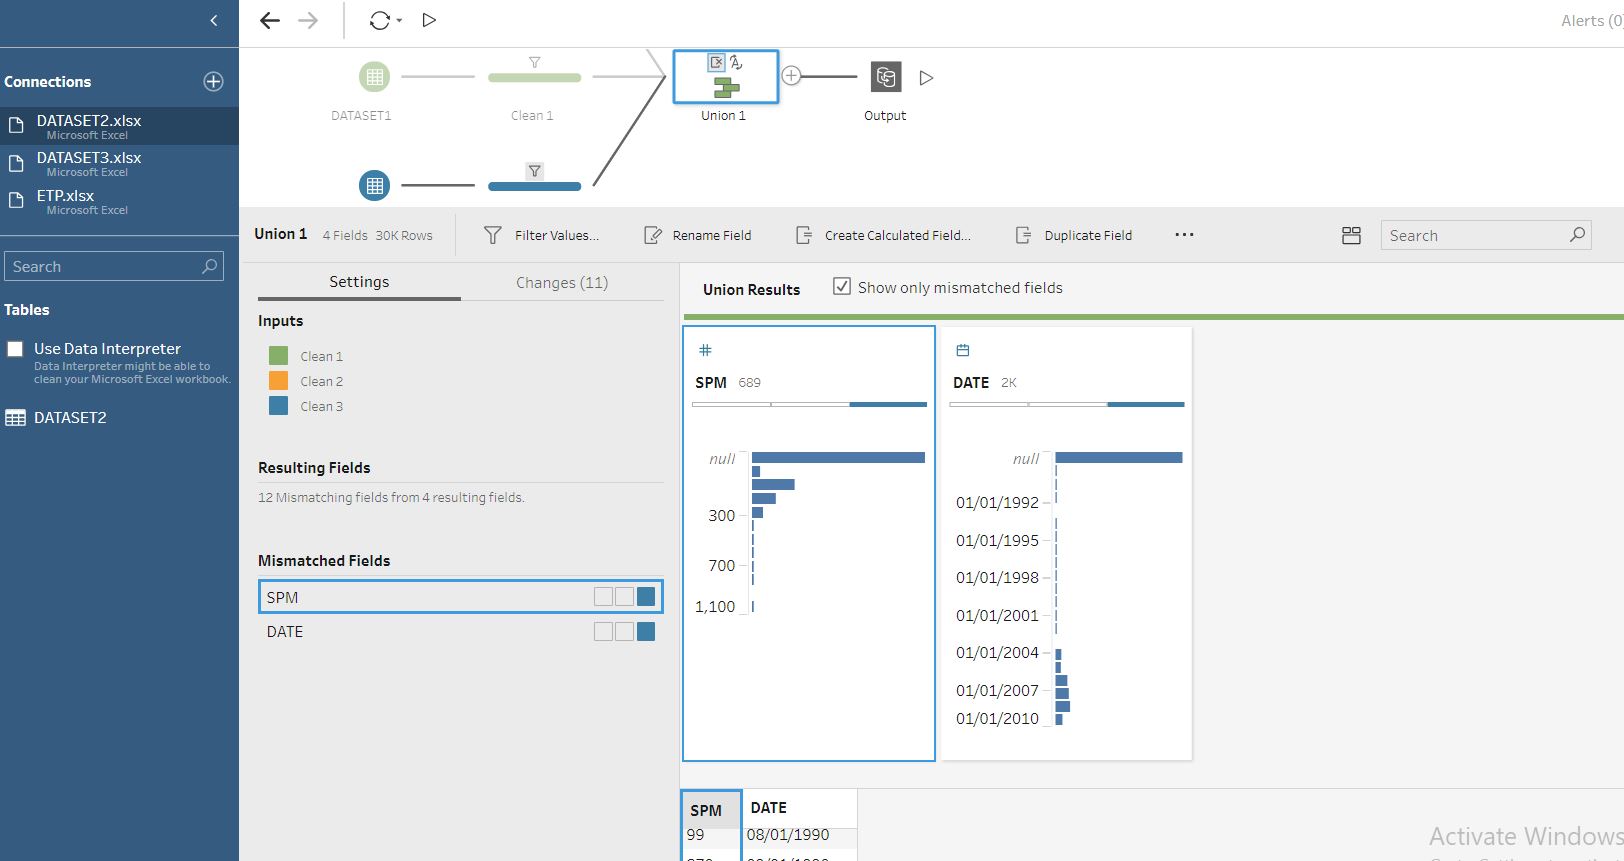 Alerts (0
Connections
DATASET2.xlsx
Microsoft Excel
DATASET3.xlsx
Microsoft Excel
ETP.xlsx
Microsoft Excel
Search
Tables
Use Data Interpreter
Data Interpreter might be able to
clean your Microsoft Excel workbook.
DATASET2
DATASET1
Clean 1
Union 1
Output
Union 1 4 Fields 30K Rows
Filter Values...
Rename Field
Create Calculated Field...
Duplicate Field
Search
Settings
Changes (11)
Inputs
Clean 1
Clean 2
Clean 3
Resulting Fields
12 Mismatching fields from 4 resulting fields.
Mismatched Fields
SPM
DATE
Union Results
Show only mismatched fields
SPM 689
null
300
700
1,100
DATE 2K
null
01/01/1992
01/01/1995
01/01/1998
01/01/2001
01/01/2004
01/01/2007
01/01/2010
SPM DATE
99 08/01/1990
Activate Windows